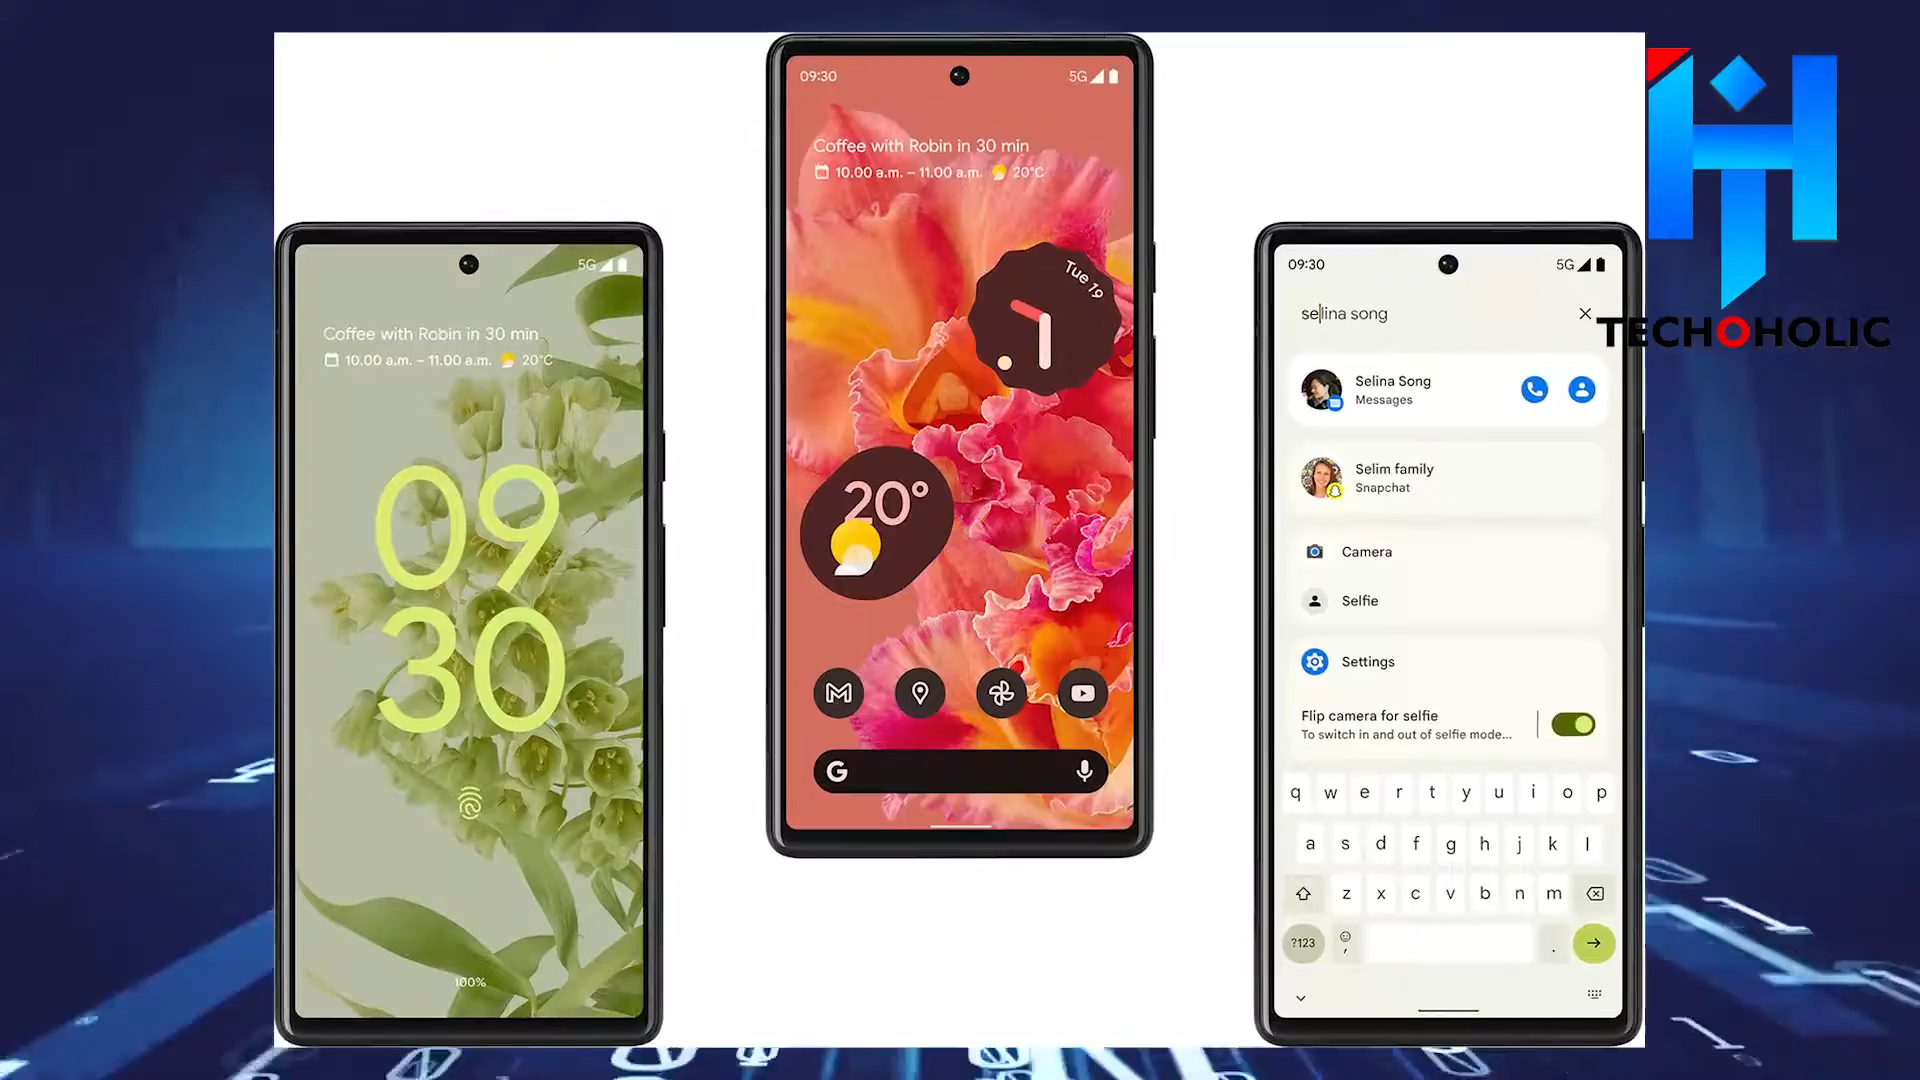 5G
Coffee with Robin in 30 min
10.00 a.m. – 11.00 a.m. 20°C
09
30
100%
09:30 5G
Coffee with Robin in 30 min
10.00 a.m. – 11.00 a.m. 20°C
Tue 19
20°
G
09:30 5G
selina song
Selina Song
Messages
Selim family
Snapchat
Camera
Selfie
Settings
Flip camera for selfie
To switch in and out of selfie mode...
q w e r t y u i o p
a s d f g h j k l
z x c v b n m
?123 , .
TECHOHOLIC